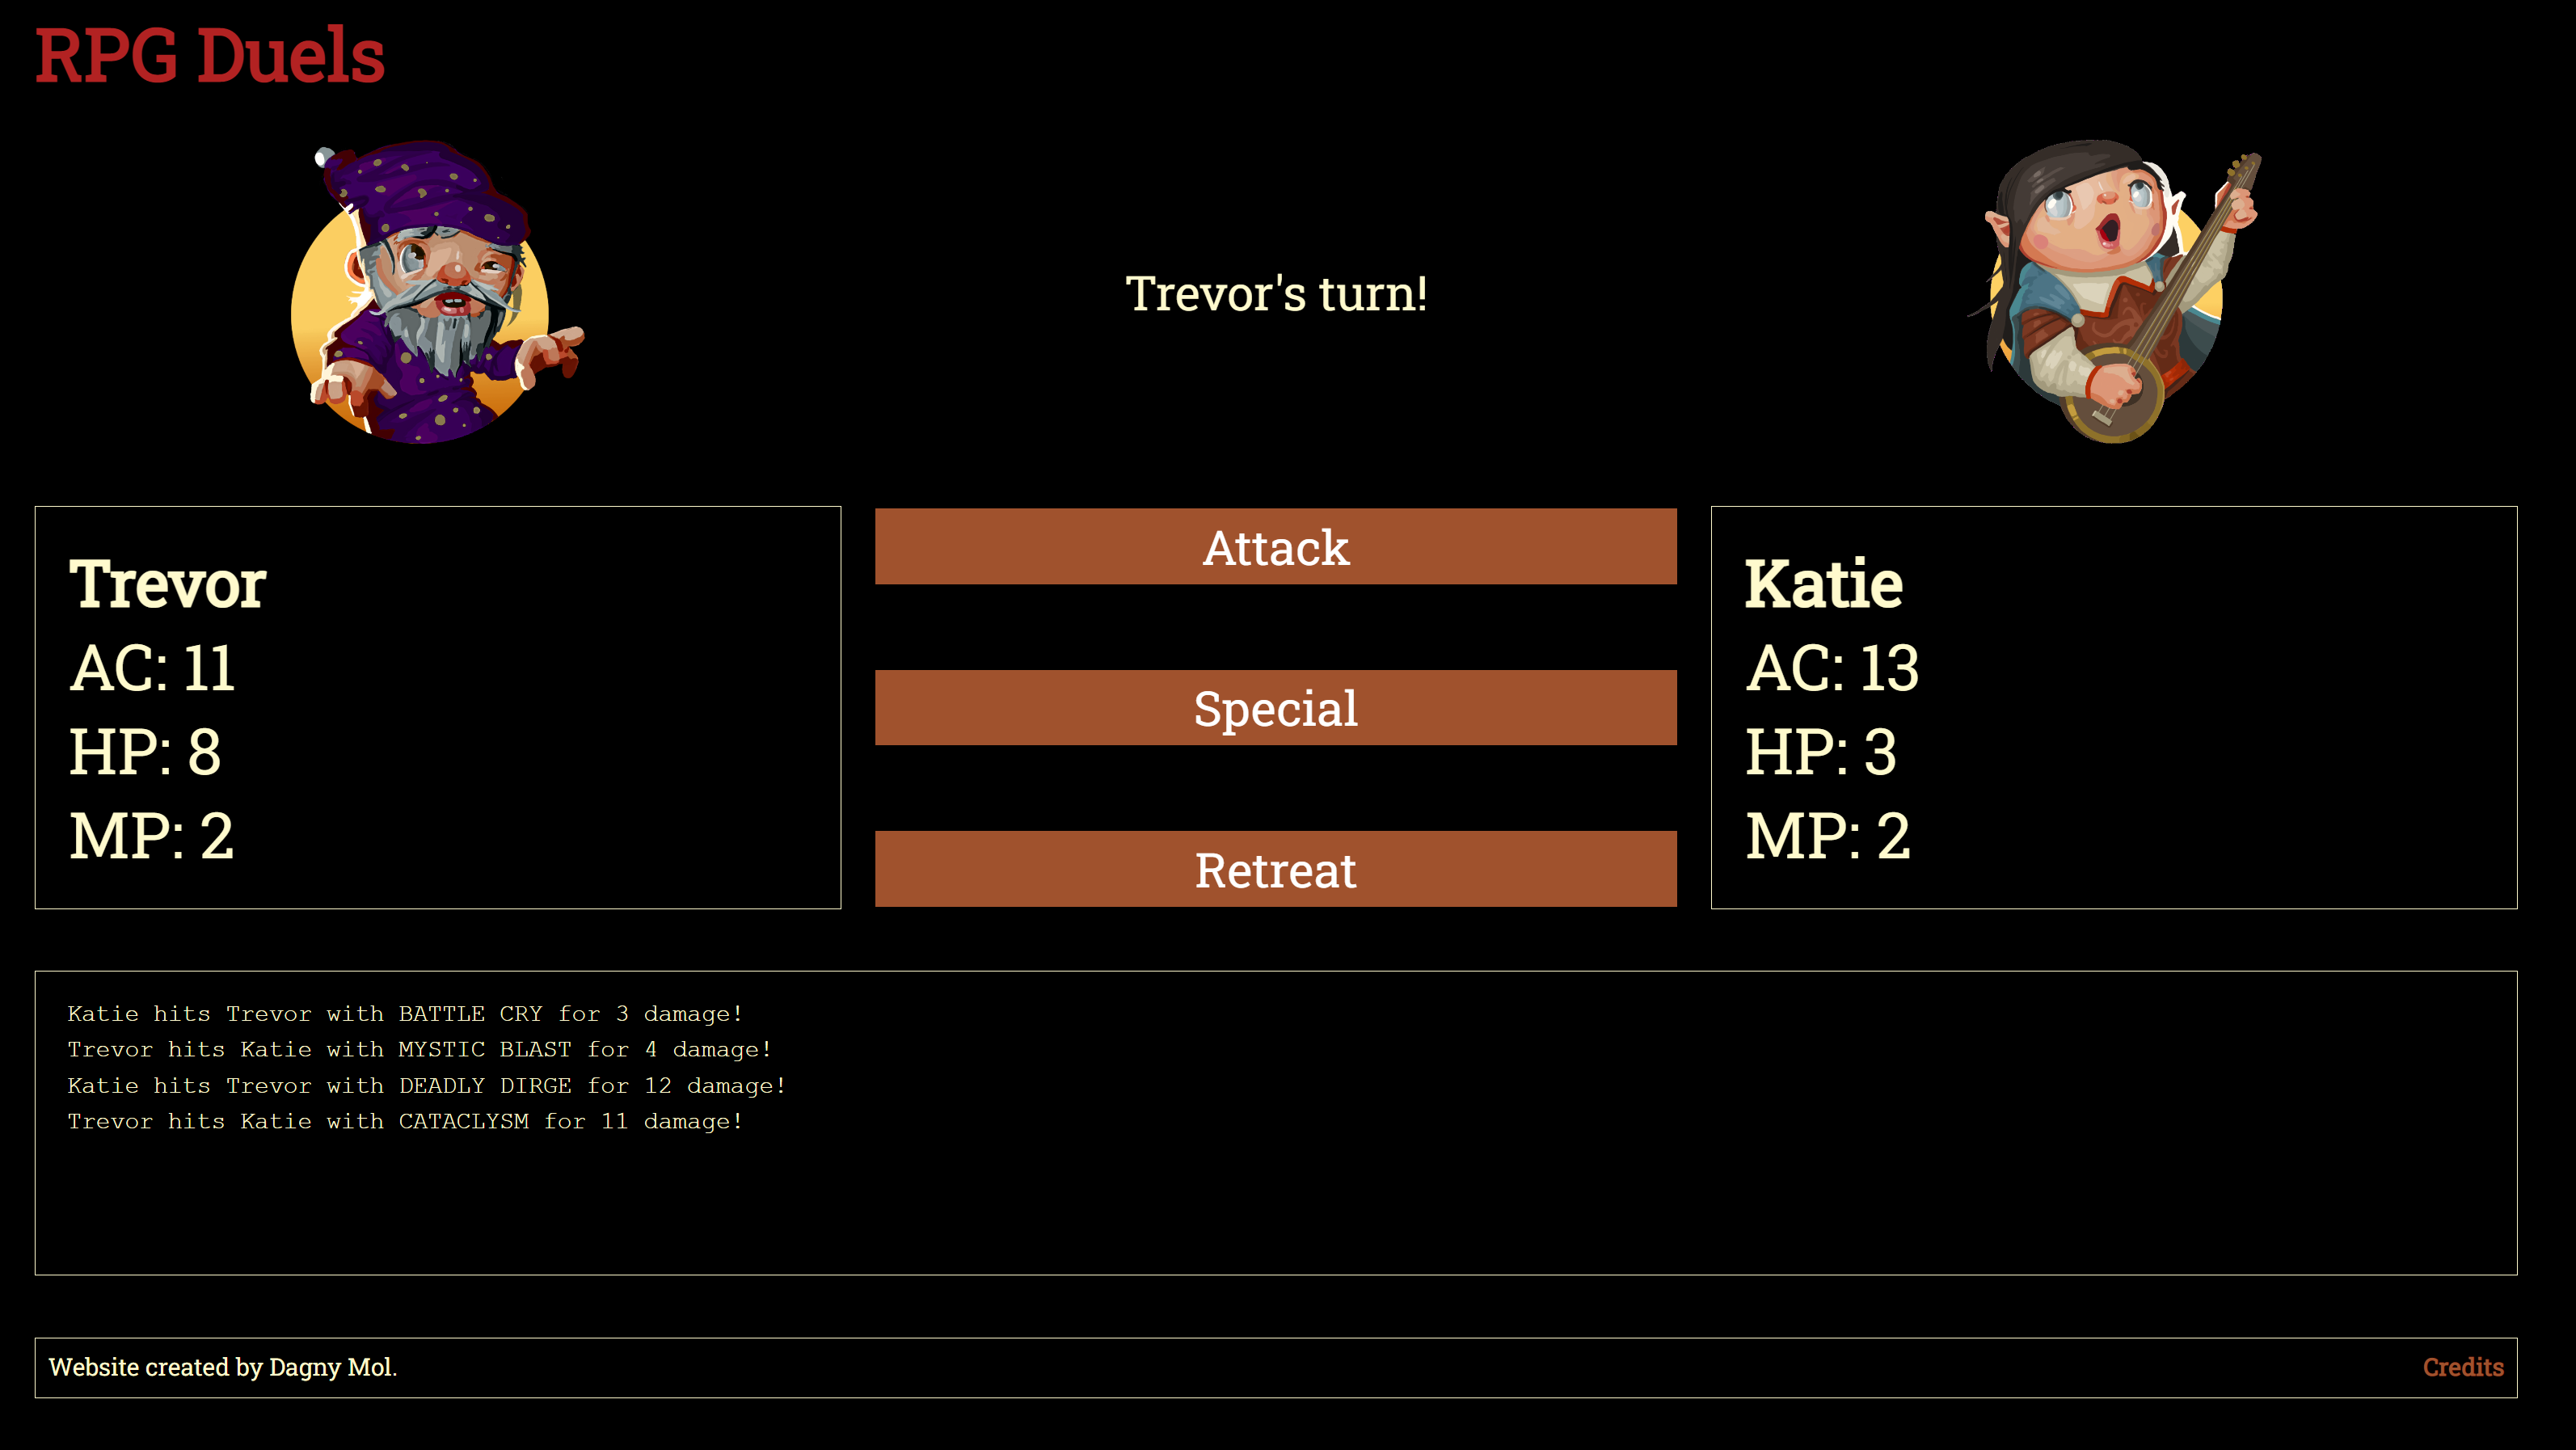 RPG Duels
Trevor's turn!
Trevor
AC: 11
HP: 8
MP: 2
Attack
Special
Retreat
Katie
AC: 13
HP: 3
MP: 2
Katie hits Trevor with BATTLE CRY for 3 damage!
Trevor hits Katie with MYSTIC BLAST for 4 damage!
Katie hits Trevor with DEADLY DIRGE for 12 damage!
Trevor hits Katie with CATACLYSM for 11 damage!
Website created by Dagny Mol.
Credits